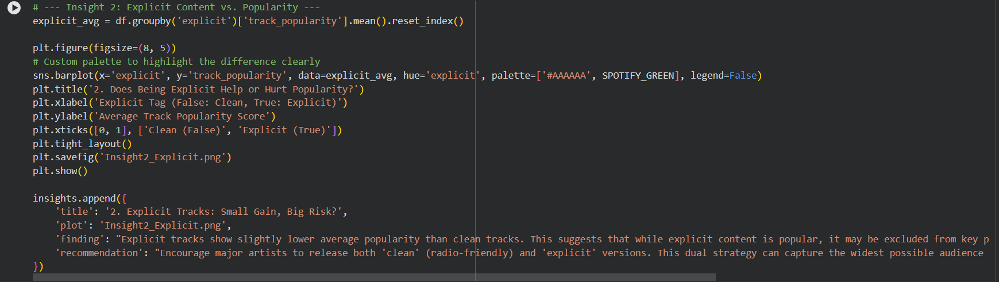 # --- Insight 2: Explicit Content vs. Popularity ---
explicit_avg = df.groupby('explicit')['track_popularity'].mean().reset_index()
plt.figure(figsize=(8, 5))
# Custom palette to highlight the difference clearly
sns.barplot(x='explicit', y='track_popularity', data=explicit_avg, hue='explicit', palette=['#AAAAAA', SPOTIFY_GREEN], legend=False)
plt.title('2. Does Being Explicit Help or Hurt Popularity?')
plt.xlabel('Explicit Tag (False: Clean, True: Explicit)')
plt.ylabel('Average Track Popularity Score')
plt.xticks([0, 1], ['Clean (False)', 'Explicit (True)'])
plt.tight_layout()
plt.savefig('Insight2_Explicit.png')
plt.show()
insights.append({
    'title': '2. Explicit Tracks: Small Gain, Big Risk?',
    'plot': 'Insight2_Explicit.png',
    'finding': "Explicit tracks show slightly lower average popularity than clean tracks. This suggests that while explicit content is popular, it may be excluded from key p
    'recommendation': "Encourage major artists to release both 'clean' (radio-friendly) and 'explicit' versions. This dual strategy can capture the widest possible audience
})